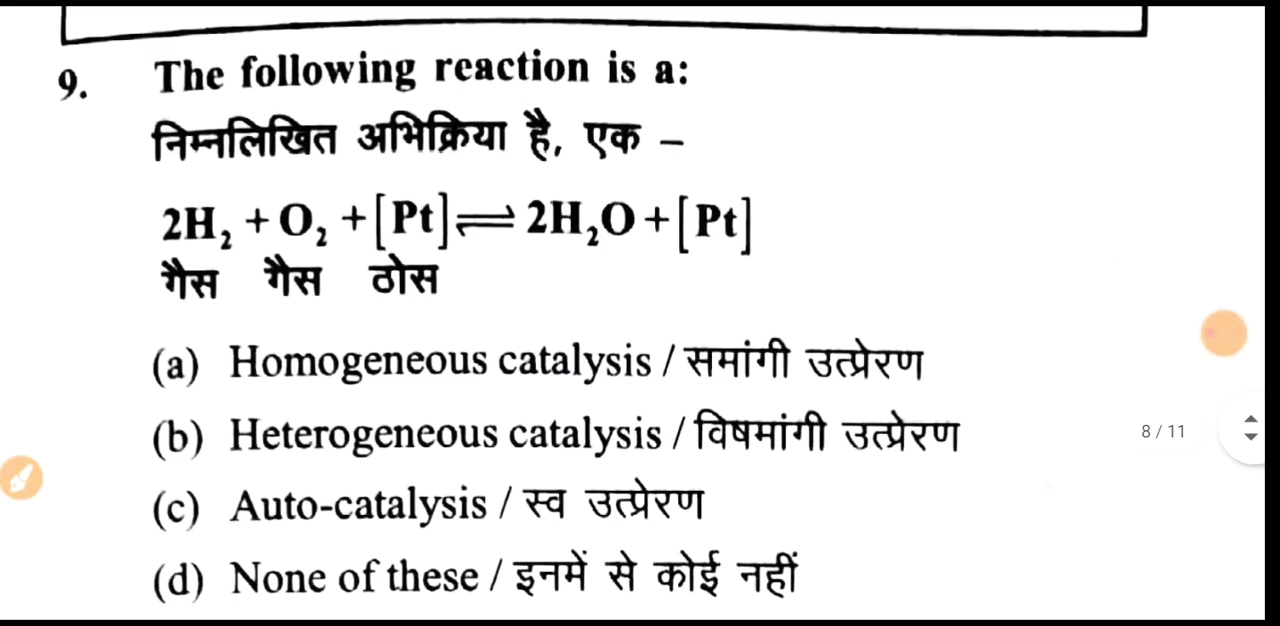 9. The following reaction is a:
निम्नलिखित अभिक्रिया है, एक –
2H₂ + O₂ + [Pt] ⇌ 2H₂O + [Pt]
गैस गैस ठोस
(a) Homogeneous catalysis / समांगी उत्प्रेरण
(b) Heterogeneous catalysis / विषमांगी उत्प्रेरण
8 / 11
(c) Auto-catalysis / स्व उत्प्रेरण
(d) None of these / इनमें से कोई नहीं